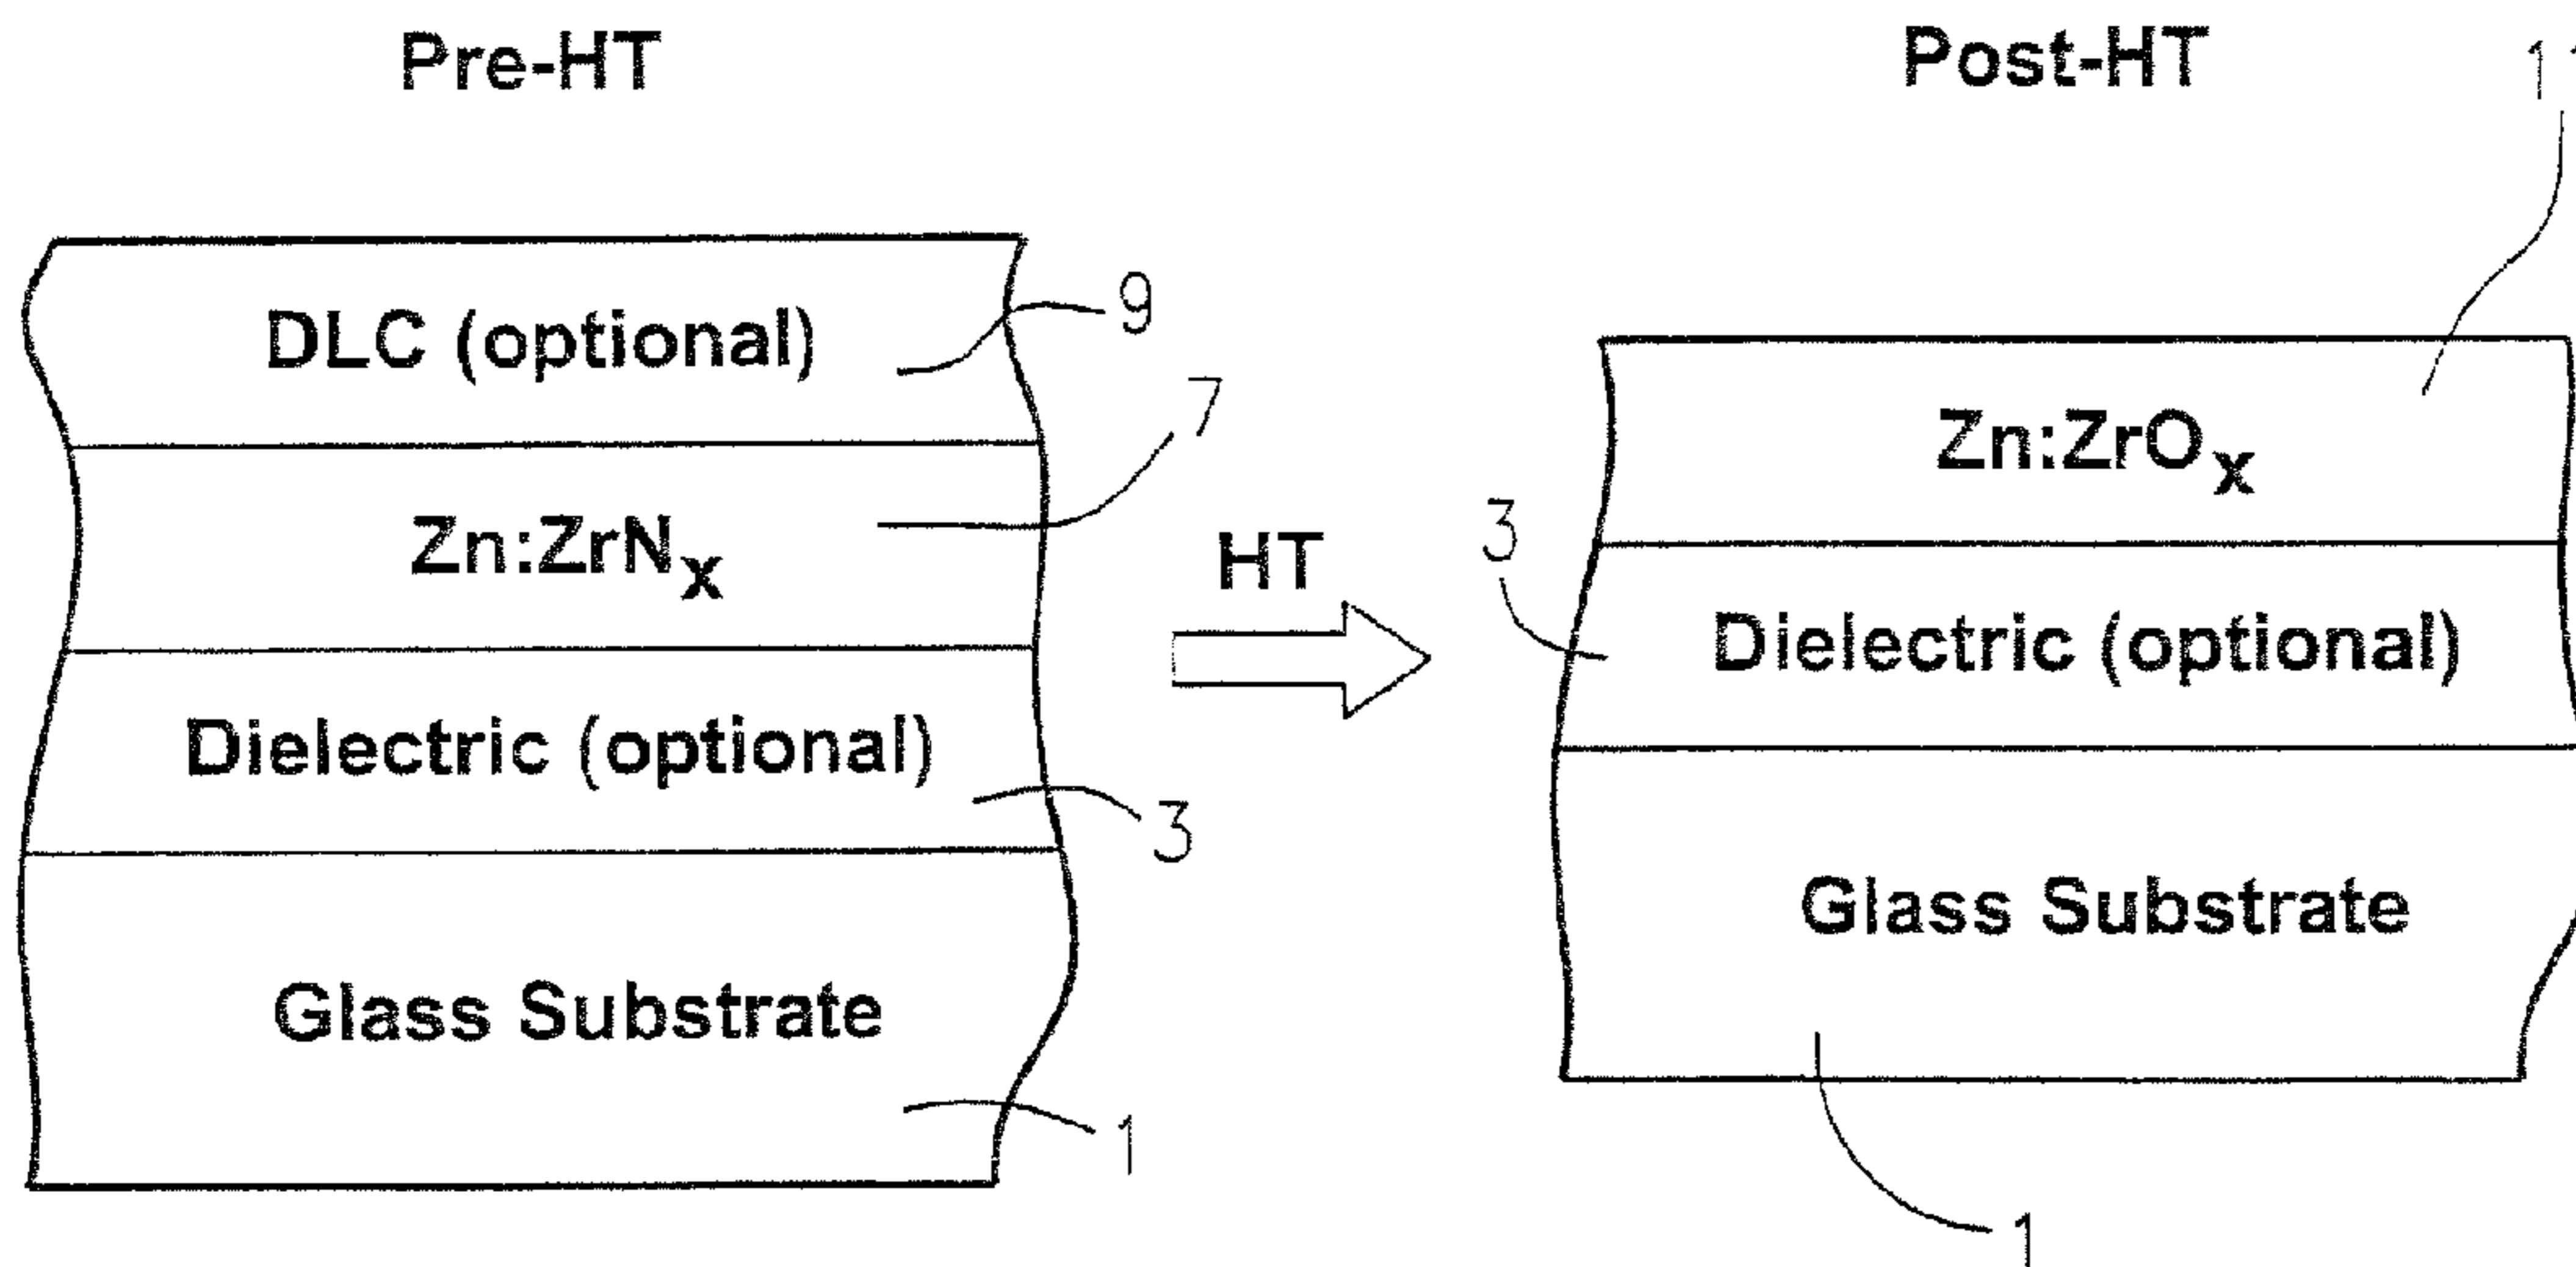 Pre-HT
Post-HT
11
DLC (optional)
9
7
Zn:ZrNx
HT
Dielectric (optional)
3
Glass Substrate
1
Zn:ZrOx
3
Dielectric (optional)
Glass Substrate
1